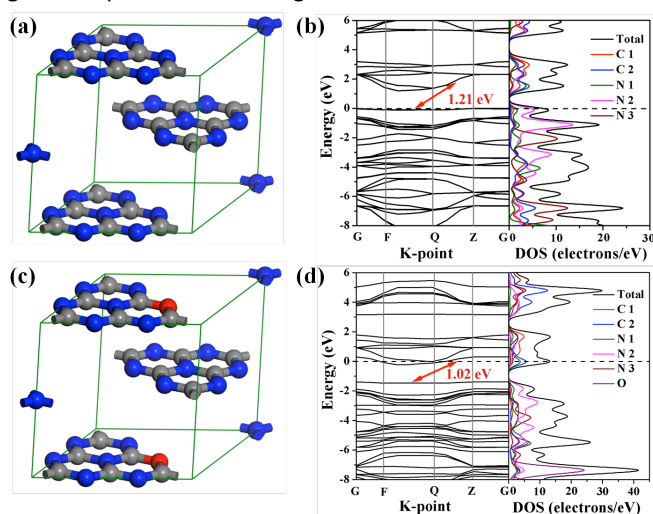 (a)
(b)
6
4
2
0
-2
-4
-6
-8
Energy (eV)
1.21 eV
G F Q Z G0 10 20 30
K-point
DOS (electrons/eV)
Total
C 1
C 2
N 1
N 2
N 3
(c)
(d)
6
4
2
0
-2
-4
-6
-8
Energy (eV)
1.02 eV
G F Q Z G0 10 20 30 40
K-point
DOS (electrons/eV)
Total
C 1
C 2
N 1
N 2
N 3
O